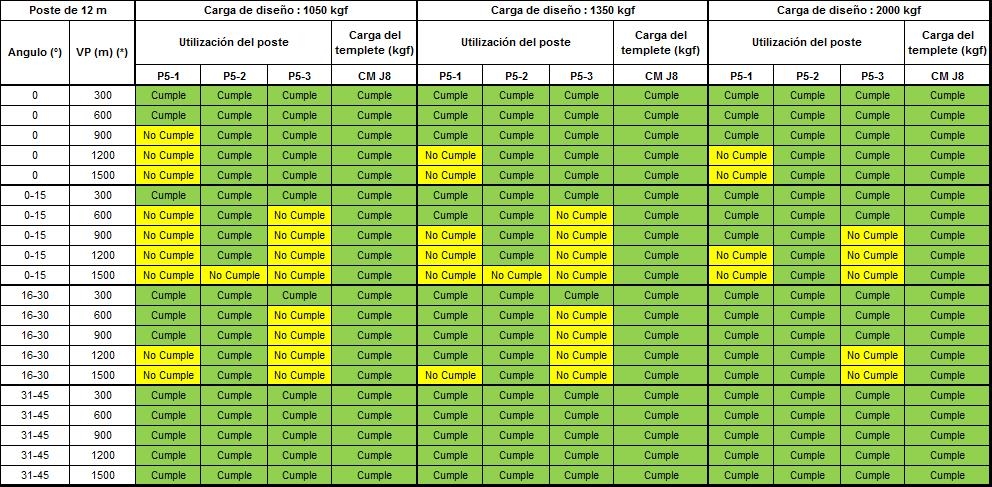 Poste de 12 m Carga de diseño : 1050 kgf Carga de diseño : 1350 kgf Carga de diseño : 2000 kgf
Angulo (°) VP (m) (*) Utilización del poste Carga del templete (kgf) Utilización del poste Carga del templete (kgf) Utilización del poste Carga del templete (kgf)
P5-1 P5-2 P5-3 CM J8 P5-1 P5-2 P5-3 CM J8 P5-1 P5-2 P5-3 CM J8
0 300 Cumple Cumple Cumple Cumple Cumple Cumple Cumple Cumple Cumple Cumple Cumple Cumple
0 600 Cumple Cumple Cumple Cumple Cumple Cumple Cumple Cumple Cumple Cumple Cumple Cumple
0 900 No Cumple Cumple Cumple Cumple Cumple Cumple Cumple Cumple Cumple Cumple Cumple Cumple
0 1200 No Cumple Cumple Cumple Cumple No Cumple Cumple Cumple Cumple No Cumple Cumple Cumple Cumple
0 1500 No Cumple Cumple Cumple Cumple No Cumple Cumple Cumple Cumple No Cumple Cumple Cumple Cumple
0-15 300 Cumple Cumple Cumple Cumple Cumple Cumple Cumple Cumple Cumple Cumple Cumple Cumple
0-15 600 No Cumple Cumple No Cumple Cumple Cumple Cumple No Cumple Cumple Cumple Cumple Cumple Cumple
0-15 900 No Cumple Cumple No Cumple Cumple No Cumple Cumple No Cumple Cumple Cumple Cumple No Cumple Cumple
0-15 1200 No Cumple Cumple No Cumple Cumple No Cumple Cumple No Cumple Cumple No Cumple Cumple No Cumple Cumple
0-15 1500 No Cumple No Cumple No Cumple Cumple No Cumple No Cumple No Cumple Cumple No Cumple Cumple No Cumple Cumple
16-30 300 Cumple Cumple Cumple Cumple Cumple Cumple Cumple Cumple Cumple Cumple Cumple Cumple
16-30 600 Cumple Cumple No Cumple Cumple Cumple Cumple No Cumple Cumple Cumple Cumple Cumple Cumple
16-30 900 Cumple Cumple No Cumple Cumple Cumple Cumple No Cumple Cumple Cumple Cumple Cumple Cumple
16-30 1200 No Cumple Cumple No Cumple Cumple Cumple Cumple No Cumple Cumple Cumple Cumple No Cumple Cumple
16-30 1500 No Cumple Cumple No Cumple Cumple No Cumple Cumple No Cumple Cumple Cumple Cumple No Cumple Cumple
31-45 300 Cumple Cumple Cumple Cumple Cumple Cumple Cumple Cumple Cumple Cumple Cumple Cumple
31-45 600 Cumple Cumple Cumple Cumple Cumple Cumple Cumple Cumple Cumple Cumple Cumple Cumple
31-45 900 Cumple Cumple Cumple Cumple Cumple Cumple Cumple Cumple Cumple Cumple Cumple Cumple
31-45 1200 Cumple Cumple Cumple Cumple Cumple Cumple Cumple Cumple Cumple Cumple Cumple Cumple
31-45 1500 Cumple Cumple Cumple Cumple Cumple Cumple Cumple Cumple Cumple Cumple Cumple Cumple